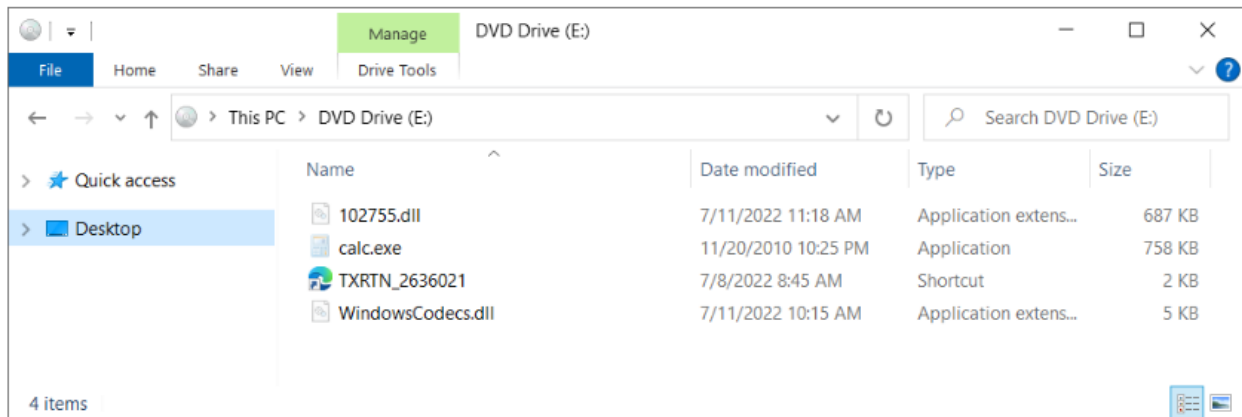 Manage DVD Drive (E:)
File Home Share View Drive Tools
This PC > DVD Drive (E:) Search DVD Drive (E:)
Quick access
Desktop
Name Date modified Type Size
102755.dll 7/11/2022 11:18 AM Application extens... 687 KB
calc.exe 11/20/2010 10:25 PM Application 758 KB
TXRTN_2636021 7/8/2022 8:45 AM Shortcut 2 KB
WindowsCodecs.dll 7/11/2022 10:15 AM Application extens... 5 KB
4 items